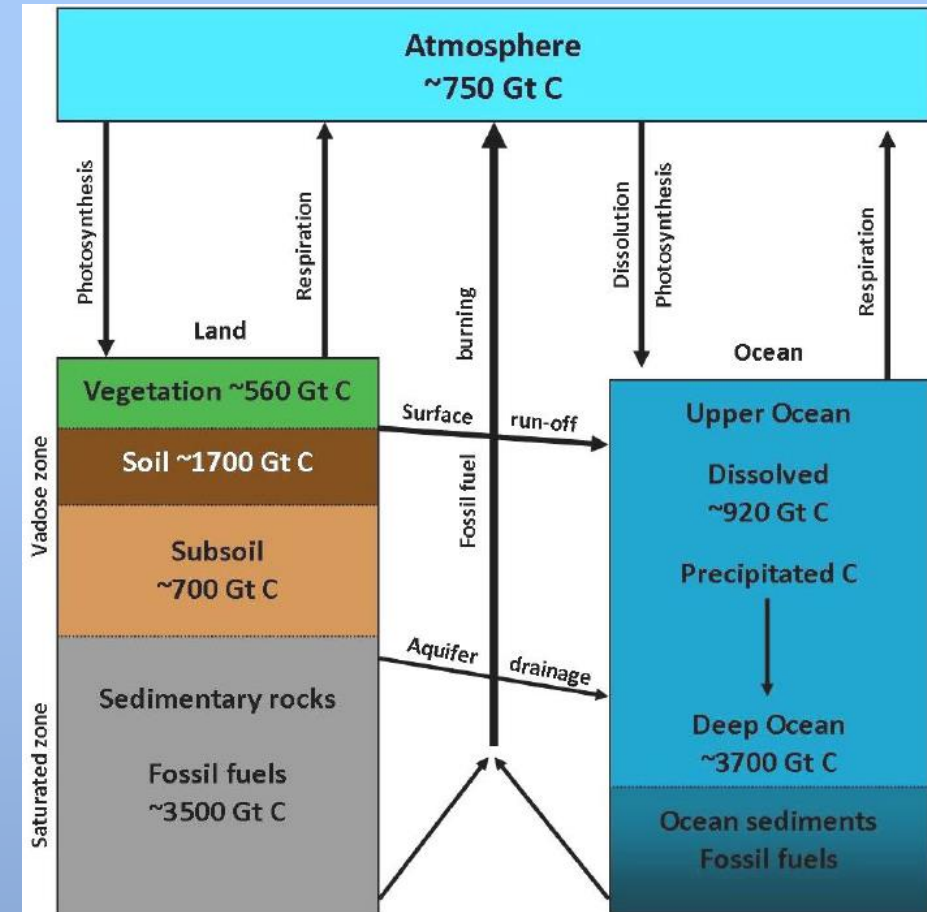 Atmosphere
~750 Gt C
Photosynthesis
Respiration
Fossil fuel burning
Dissolution
Photosynthesis
Respiration
Land
Ocean
Vadose zone
Saturated zone
Vegetation ~560 Gt C
Soil ~1700 Gt C
Subsoil
~700 Gt C
Sedimentary rocks
Fossil fuels
~3500 Gt C
Surface run-off
Aquifer drainage
Upper Ocean
Dissolved
~920 Gt C
Precipitated C
Deep Ocean
~3700 Gt C
Ocean sediments
Fossil fuels